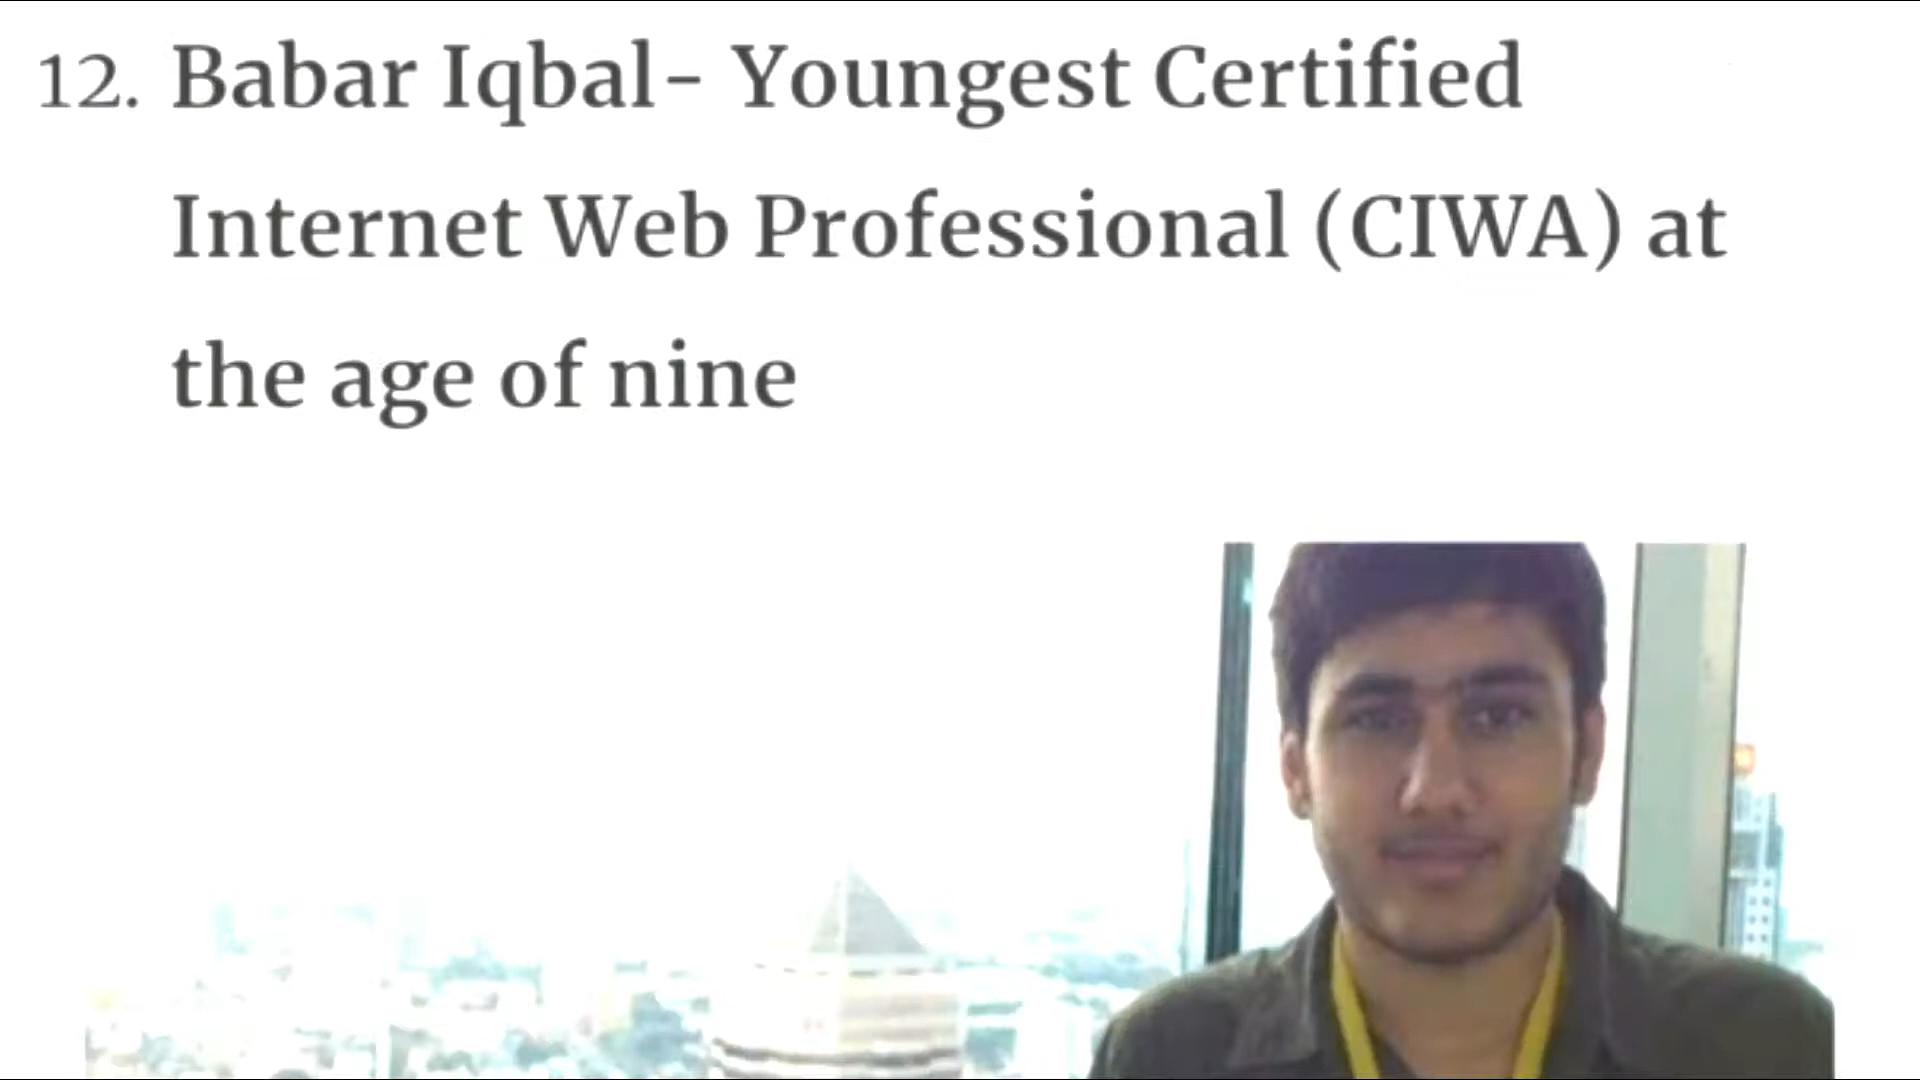 12. Babar Iqbal- Youngest Certified
Internet Web Professional (CIWA) at
the age of nine